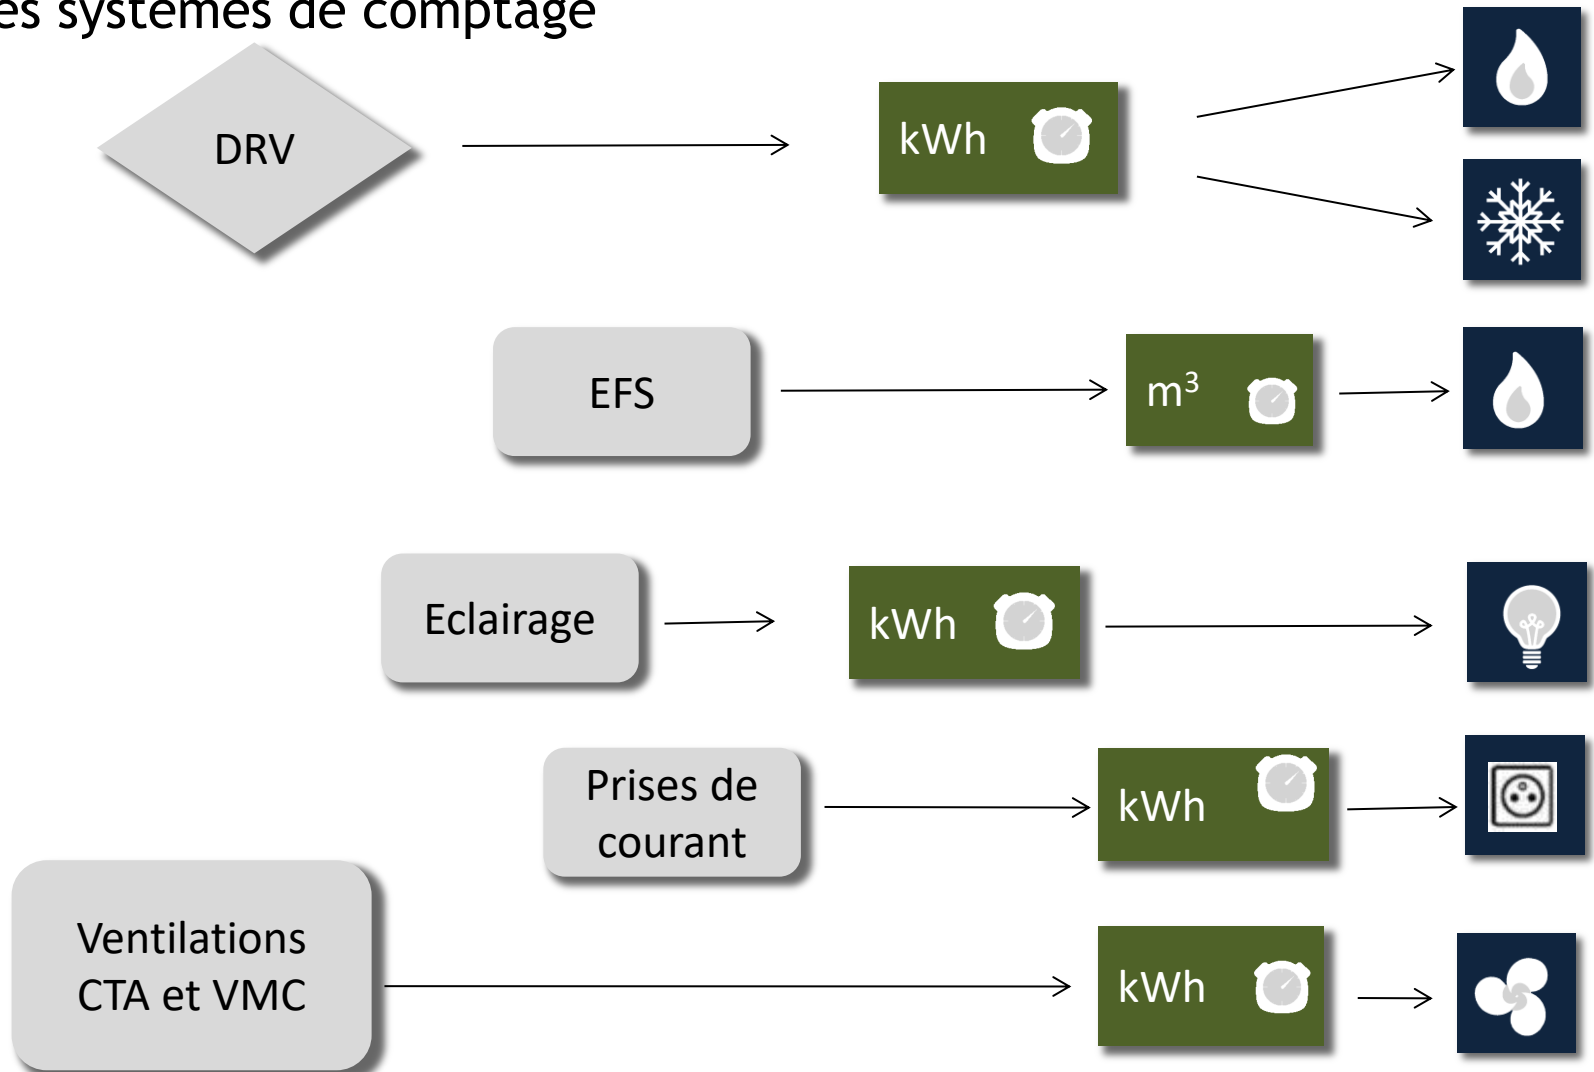 es systèmes de comptage
DRV
kWh
EFS
m³
Eclairage
kWh
Prises de
courant
kWh
Ventilations
CTA et VMC
kWh